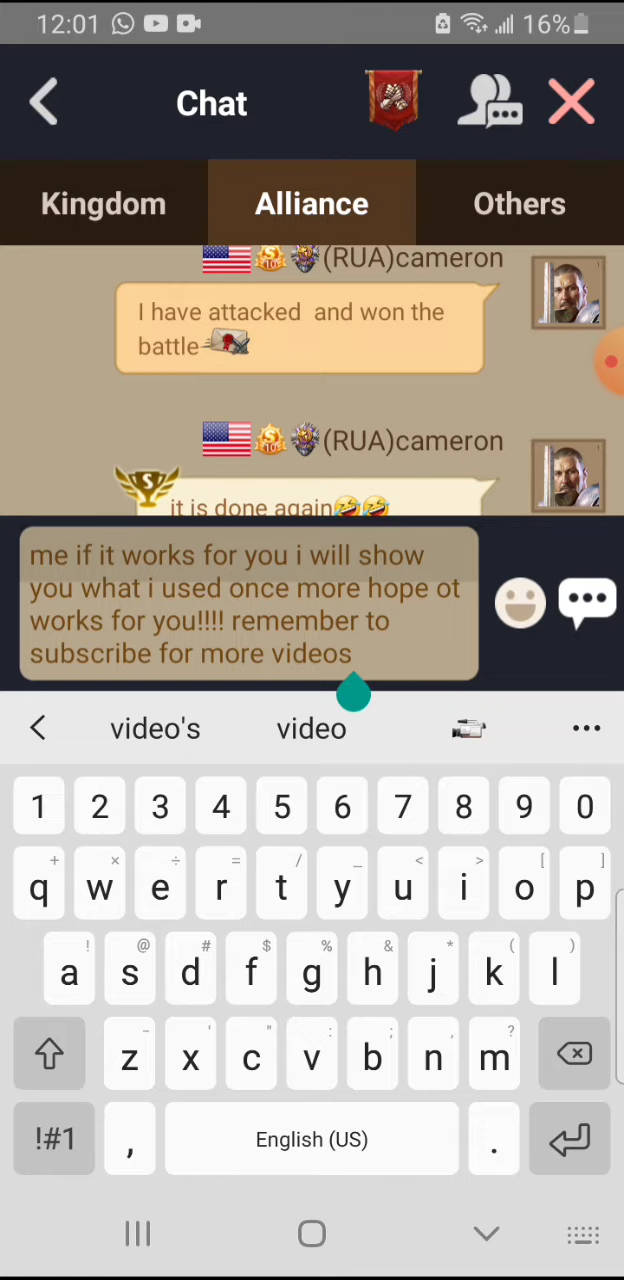 12:01 16%
Chat
Kingdom Alliance Others
(RUA)cameron
I have attacked and won the
battle
(RUA)cameron
it is done again🤣🤣
me if it works for you i will show
you what i used once more hope ot
works for you!!!! remember to
subscribe for more videos
video's video
1 2 3 4 5 6 7 8 9 0
+ × ÷ = / _ < > [ ]
q w e r t y u i o p
! @ # $ % & * ( )
a s d f g h j k l
- ' " : ; , ?
z x c v b n m
!#1 , English (US) .